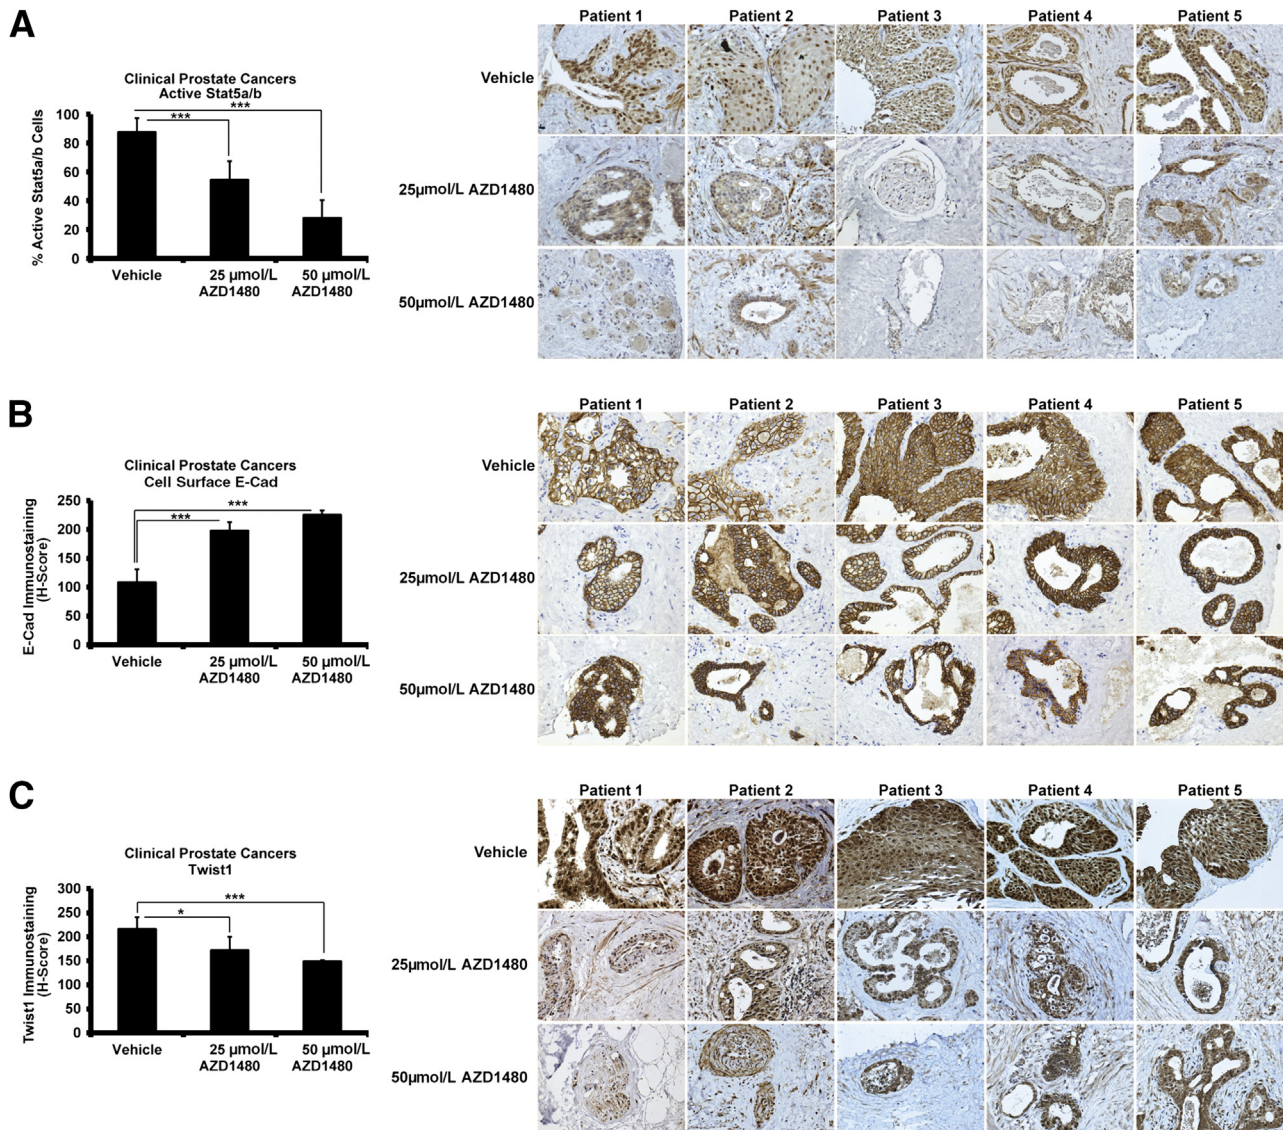 A
Clinical Prostate Cancers
Active Stat5a/b
***
***
% Active Stat5a/b Cells
100
80
60
40
20
0
Vehicle
25 µmol/L
AZD1480
50 µmol/L
AZD1480
Patient 1
Patient 2
Patient 3
Patient 4
Patient 5
Vehicle
25µmol/L AZD1480
50µmol/L AZD1480
B
Clinical Prostate Cancers
Cell Surface E-Cad
***
***
E-Cad Immunostaining
(H-Score)
250
200
150
100
50
0
Vehicle
25 µmol/L
AZD1480
50 µmol/L
AZD1480
Patient 1
Patient 2
Patient 3
Patient 4
Patient 5
Vehicle
25µmol/L AZD1480
50µmol/L AZD1480
C
Clinical Prostate Cancers
Twist1
***
*
Twist1 Immunostaining
(H-Score)
300
250
200
150
100
50
0
Vehicle
25 µmol/L
AZD1480
50 µmol/L
AZD1480
Patient 1
Patient 2
Patient 3
Patient 4
Patient 5
Vehicle
25µmol/L AZD1480
50µmol/L AZD1480